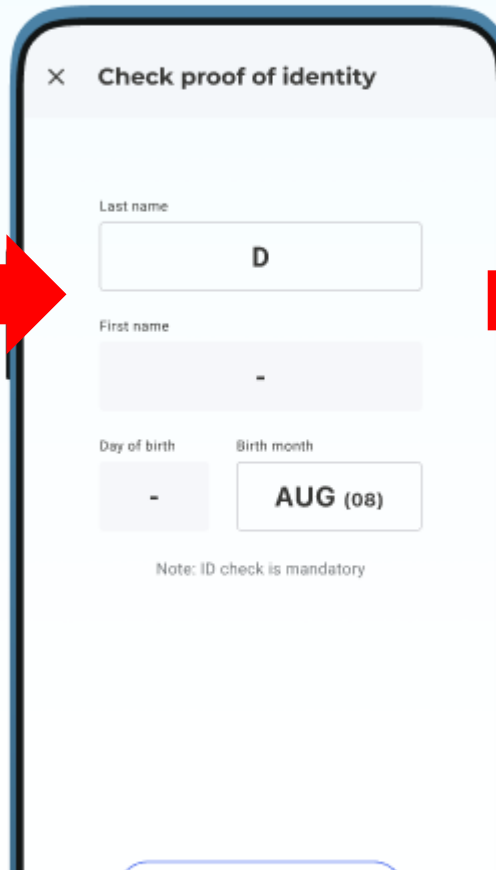 × Check proof of identity
Last name
D
First name
-
Day of birth Birth month
- AUG (08)
Note: ID check is mandatory